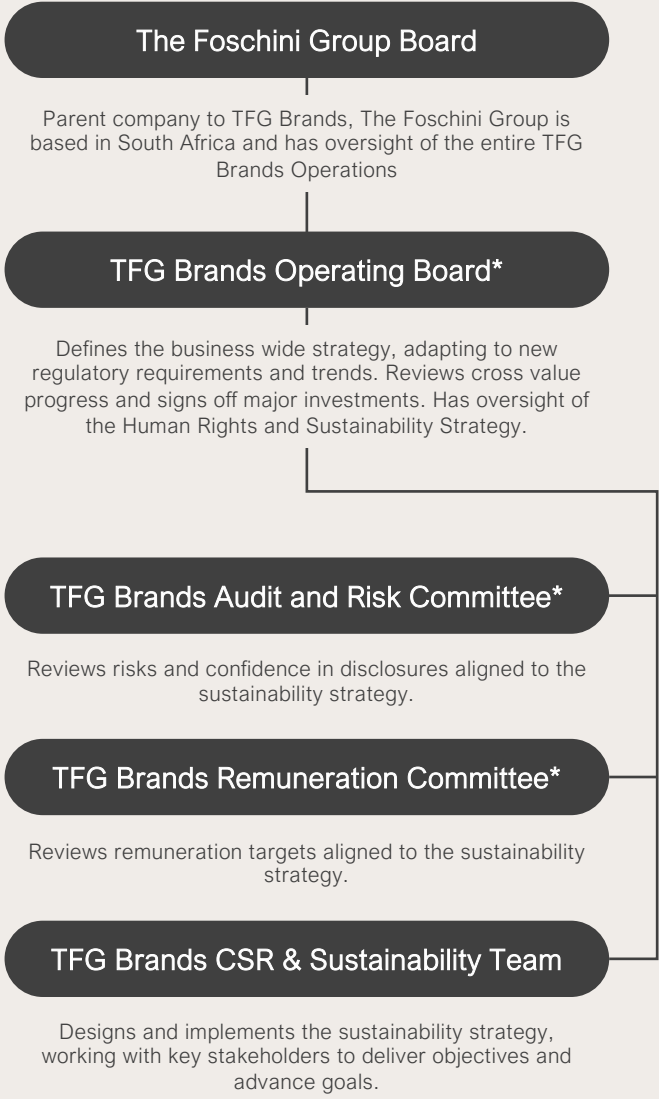 The Foschini Group Board
Parent company to TFG Brands, The Foschini Group is
based in South Africa and has oversight of the entire TFG
Brands Operations
TFG Brands Operating Board*
Defines the business wide strategy, adapting to new
regulatory requirements and trends. Reviews cross value
progress and signs off major investments. Has oversight of
the Human Rights and Sustainability Strategy.
TFG Brands Audit and Risk Committee*
Reviews risks and confidence in disclosures aligned to the
sustainability strategy.
TFG Brands Remuneration Committee*
Reviews remuneration targets aligned to the sustainability
strategy.
TFG Brands CSR & Sustainability Team
Designs and implements the sustainability strategy,
working with key stakeholders to deliver objectives and
advance goals.